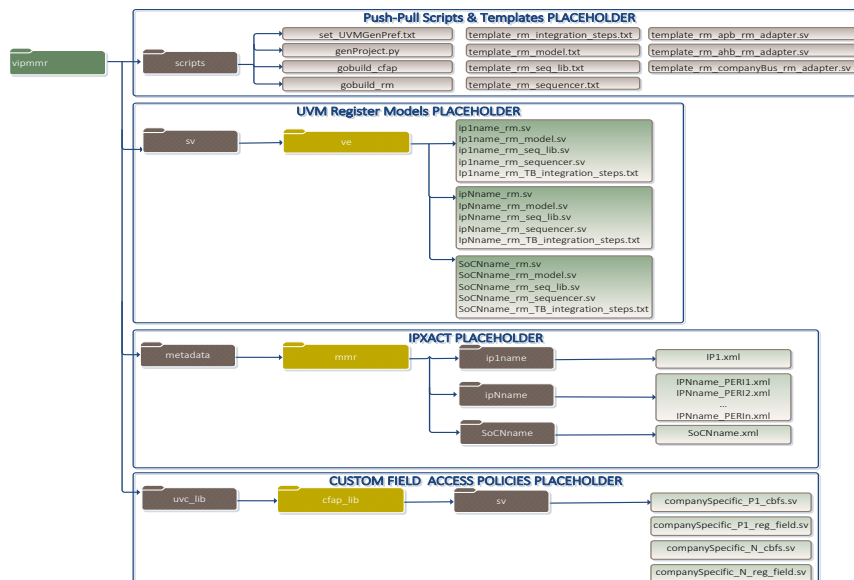 Push-Pull Scripts & Templates PLACEHOLDER
vipmmr
scripts
set_UVMGenPref.txt
genProject.py
gobuild_cfap
gobuild_rm
template_rm_integration_steps.txt
template_rm_model.txt
template_rm_seq_lib.txt
template_rm_sequencer.txt
template_rm_apb_rm_adapter.sv
template_rm_ahb_rm_adapter.sv
template_rm_companyBus_rm_adapter.sv
UVM Register Models PLACEHOLDER
sv
ve
ip1name_rm.sv
Ip1name_rm_model.sv
ip1name_rm_seq_lib.sv
ip1name_rm_sequencer.sv
Ip1name_rm_TB_integration_steps.txt
ipNname_rm.sv
IpNname_rm_model.sv
ipNname_rm_seq_lib.sv
ipNname_rm_sequencer.sv
IpNname_rm_TB_integration_steps.txt
SoCNname_rm.sv
SoCNname_rm_model.sv
SoCNname_rm_seq_lib.sv
SoCNname_rm_sequencer.sv
SoCNname_rm_TB_integration_steps.txt
IPXACT PLACEHOLDER
metadata
mmr
ip1name
IP1.xml
ipNname
IPNname_PERI1.xml
IPNname_PERI2.xml
...
IPNname_PERIn.xml
SoCNname
SoCNname.xml
CUSTOM FIELD ACCESS POLICIES PLACEHOLDER
uvc_lib
cfap_lib
sv
companySpecific_P1_cbfs.sv
companySpecific_P1_reg_field.sv
companySpecific_N_cbfs.sv
companySpecific_N_reg_field.sv